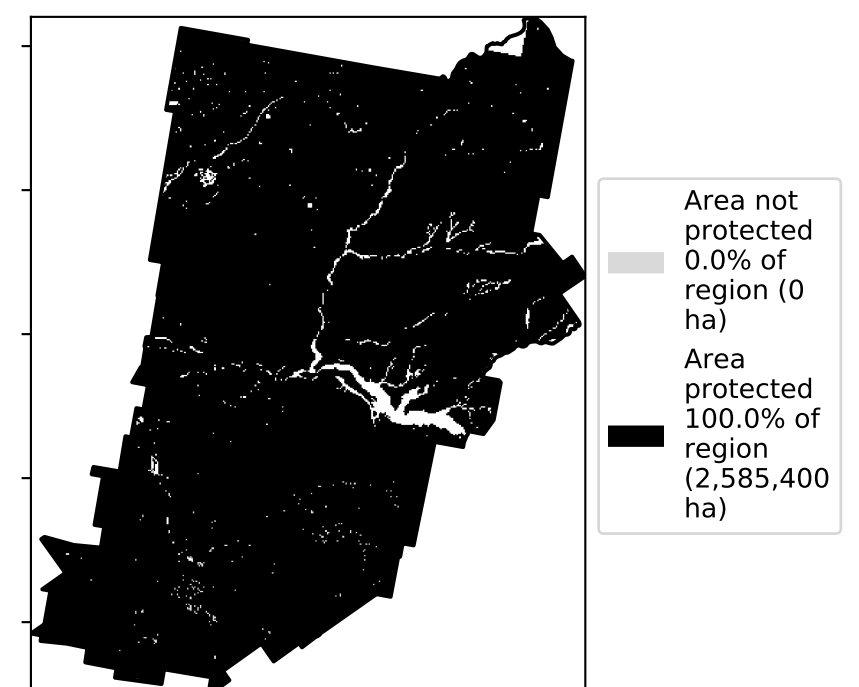 Area not
protected
0.0% of
region (0
ha)
Area
protected
100.0% of
region
(2,585,400
ha)